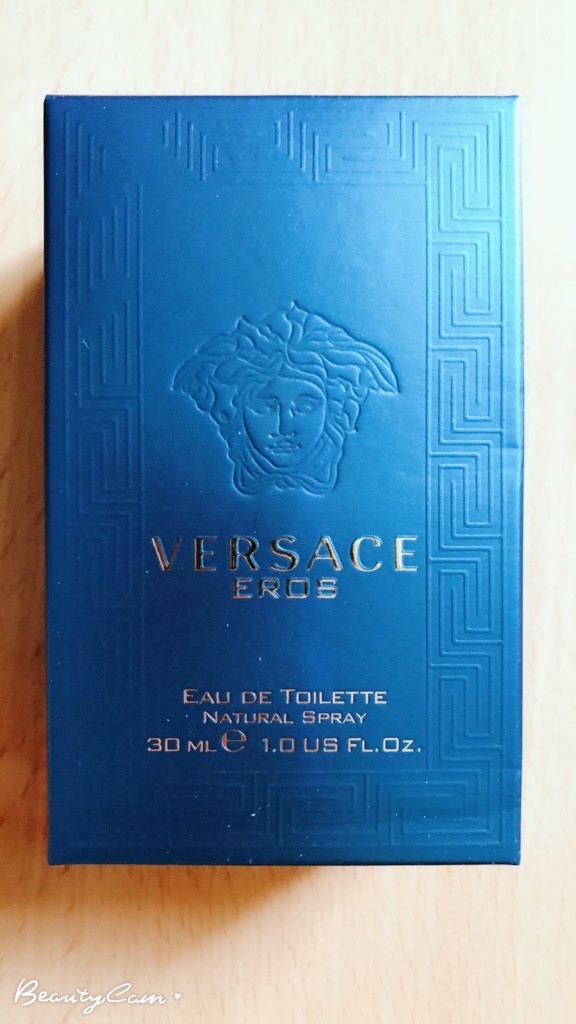 VERSACE
EROS
EAU DE TOILETTE
NATURAL SPRAY
30 ML ℮ 1.0 US FL.OZ.
BeautyCam